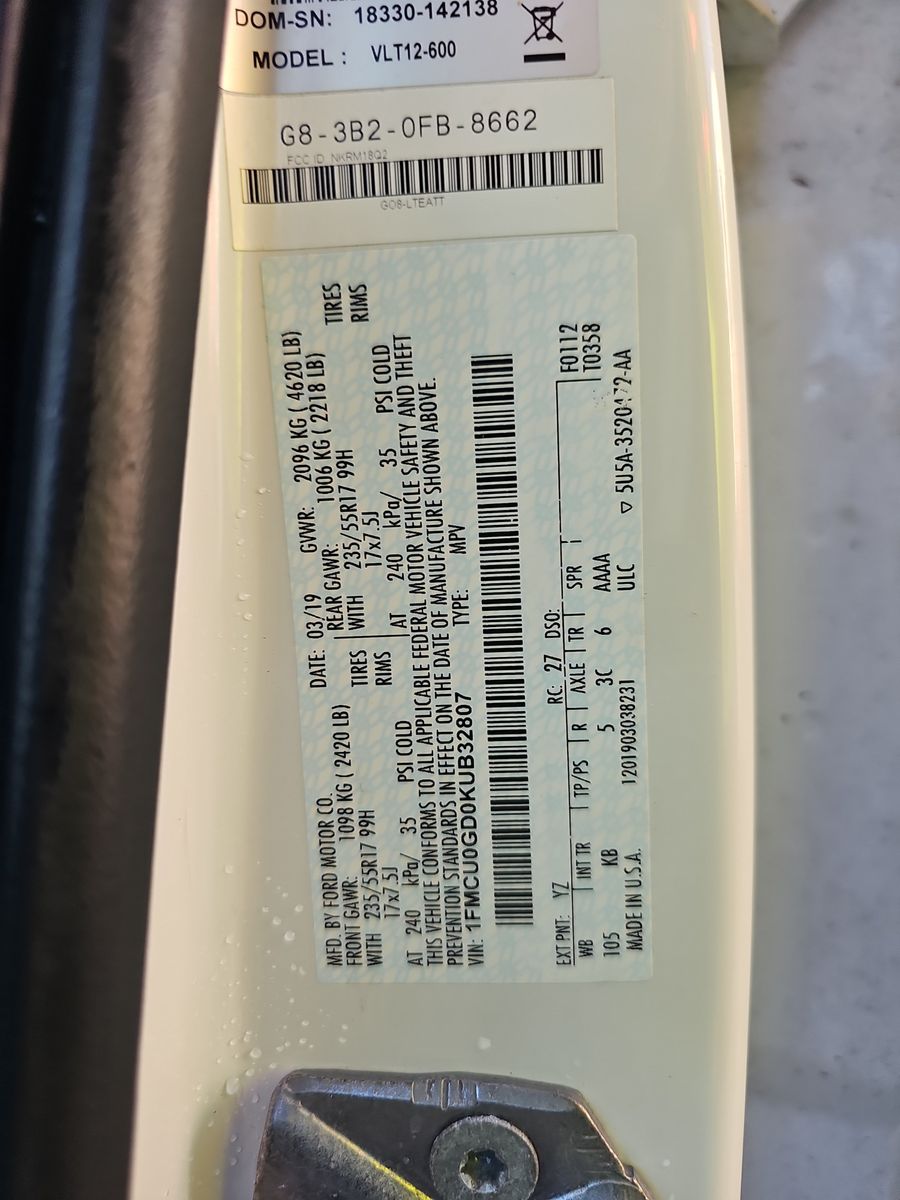 DOM-SN: 18330-142138
MODEL : VLT12-600
G8-3B2-0FB-8662
FCC ID NKRM18Q2
GO8-LTEATT
MFD. BY FORD MOTOR CO.
DATE: 03/19 GVWR: 2096 KG ( 4620 LB)
FRONT GAWR: 1098 KG ( 2420 LB) REAR GAWR: 1006 KG ( 2218 LB)
WITH 235/55R17 99H TIRES WITH 235/55R17 99H TIRES
17x7.5J RIMS 17x7.5J RIMS
AT 240 kPa/ 35 PSI COLD AT 240 kPa/ 35 PSI COLD
THIS VEHICLE CONFORMS TO ALL APPLICABLE FEDERAL MOTOR VEHICLE SAFETY AND THEFT
PREVENTION STANDARDS IN EFFECT ON THE DATE OF MANUFACTURE SHOWN ABOVE.
VIN: 1FMCU0GD0KUB32807 TYPE: MPV
EXT PNT: YZ RC: 27 DSO: F0112
WB INT TR TP/PS R AXLE TR SPR T0358
105 KB 5 3C 6 AAAA
MADE IN U.S.A. 1201903038231 ULC